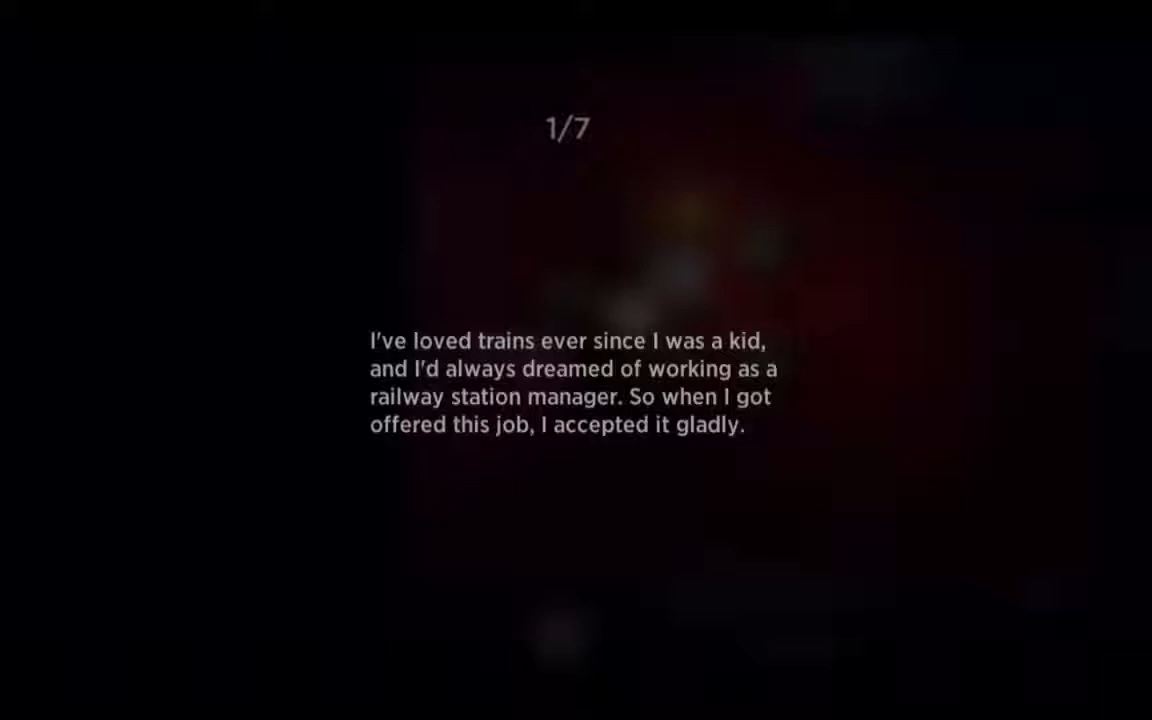 1/7
I've loved trains ever since I was a kid,
and I'd always dreamed of working as a
railway station manager. So when I got
offered this job, I accepted it gladly.